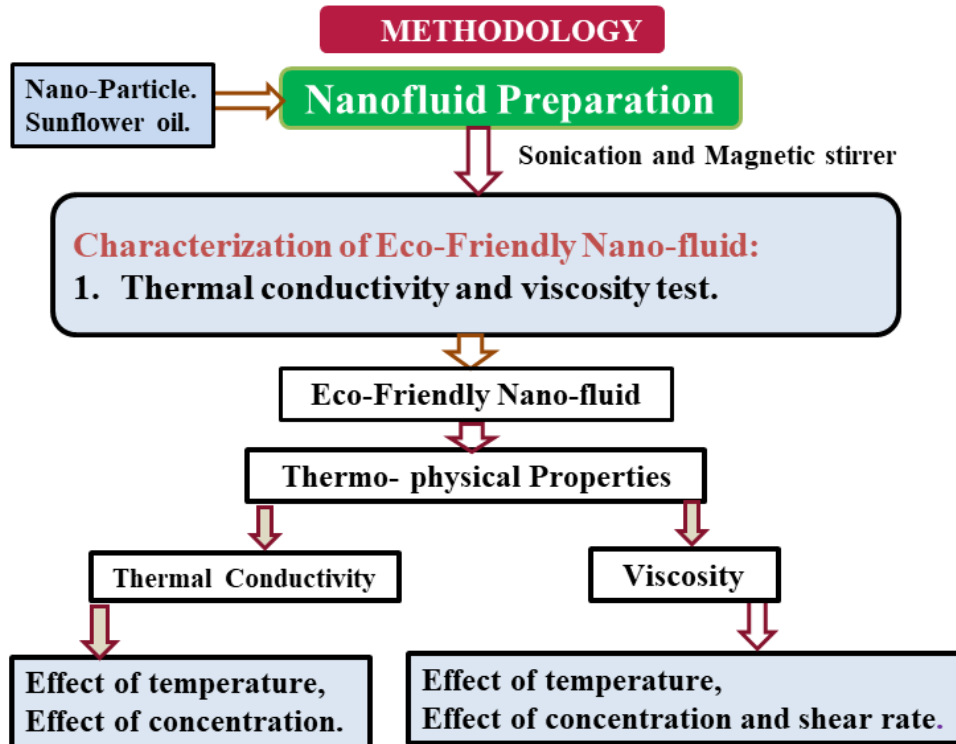 METHODOLOGY
Nano-Particle.
Sunflower oil.
Nanofluid Preparation
Sonication and Magnetic stirrer
Characterization of Eco-Friendly Nano-fluid:
1. Thermal conductivity and viscosity test.
Eco-Friendly Nano-fluid
Thermo- physical Properties
Thermal Conductivity
Viscosity
Effect of temperature,
Effect of concentration.
Effect of temperature,
Effect of concentration and shear rate.